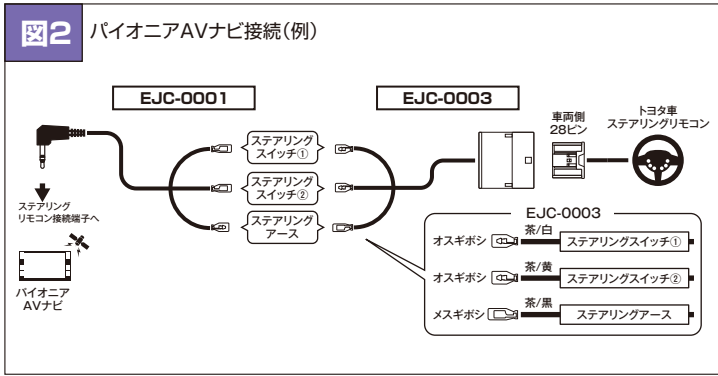 図2 パイオニアAVナビ接続(例)
EJC-0001
EJC-0003
ステアリング
スイッチ①
ステアリング
スイッチ②
ステアリング
アース
車両側
28ピン
トヨタ車
ステアリングリモコン
ステアリング
リモコン接続端子へ
パイオニア
AVナビ
EJC-0003
オスギボシ 茶/白 ステアリングスイッチ①
オスギボシ 茶/黄 ステアリングスイッチ②
メスギボシ 茶/黒 ステアリングアース